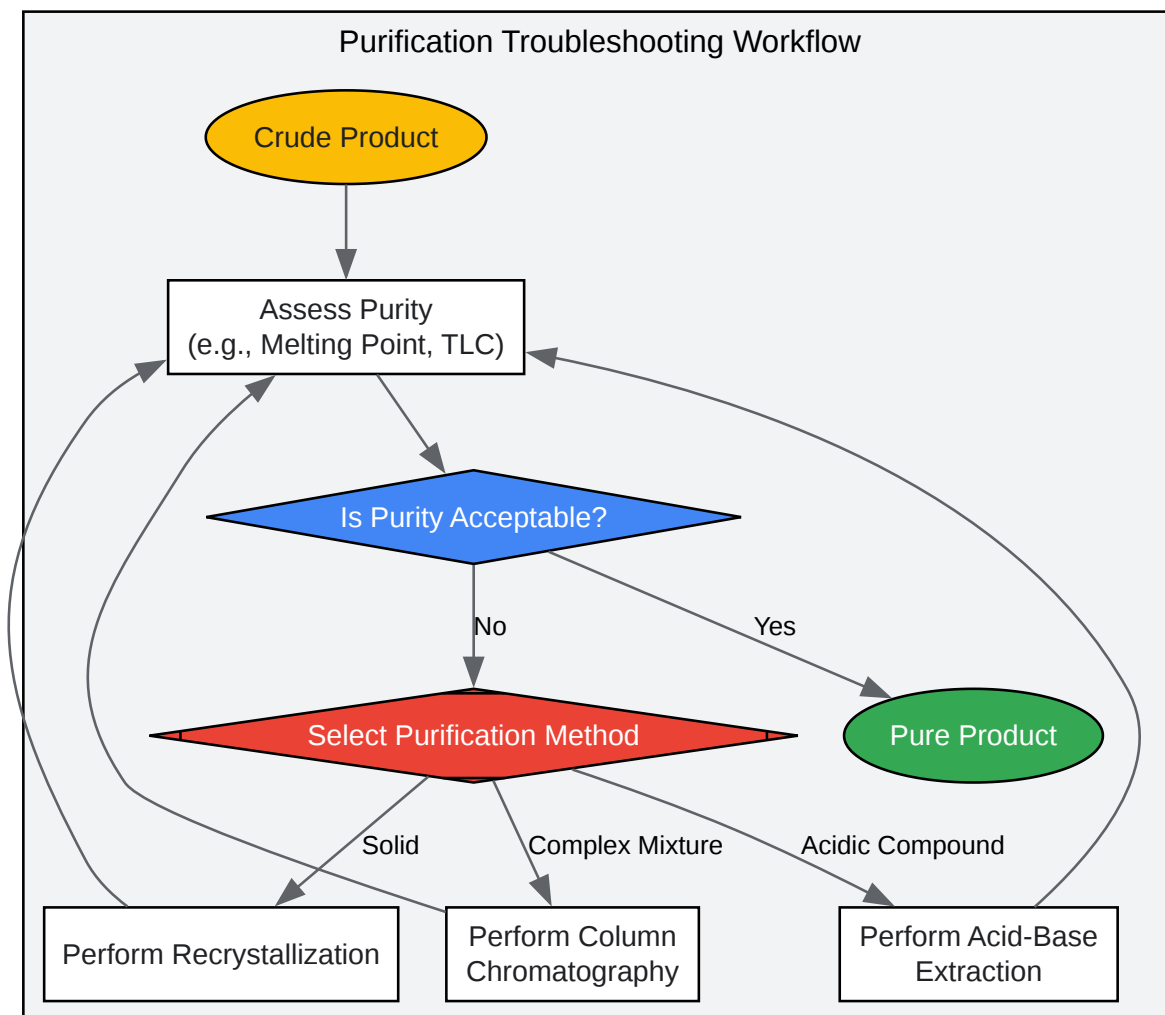 Purification Troubleshooting Workflow
Crude Product
Assess Purity
(e.g., Melting Point, TLC)
Is Purity Acceptable?
No
Yes
Select Purification Method
Pure Product
Solid
Complex Mixture
Acidic Compound
Perform Recrystallization
Perform Column
Chromatography
Perform Acid-Base
Extraction